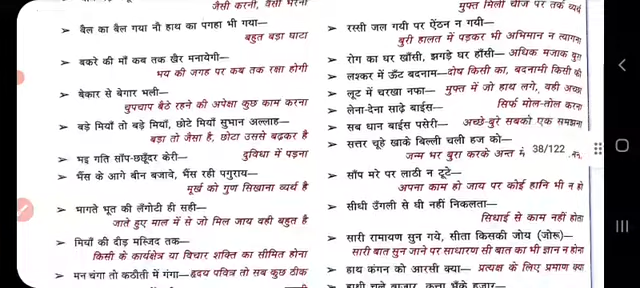 जैसी करनी, वैसी भरनी
बैल का बैल गया नौ हाथ का पगहा भी गया—
बहुत बड़ा घाटा
बकरे की माँ कब तक खैर मनायेगी—
भय की जगह पर कब तक रक्षा होगी
बेकार से बेगार भली—
चुपचाप बैठे रहने की अपेक्षा कुछ काम करना
बड़े मियाँ तो बड़े मियाँ, छोटे मियाँ सुभान अल्लाह—
बड़ा तो जैसा है, छोटा उससे बढ़कर है
भइ गति साँप-छछूँदर केरी—
दुविधा में पड़ना
भैंस के आगे बीन बजावे, भैंस रही पगुराय—
मूर्ख को गुण सिखाना व्यर्थ है
भागते भूत की लँगोटी ही सही—
जाते हुए माल में से जो मिल जाय वही बहुत है
मियाँ की दौड़ मस्जिद तक—
किसी के कार्यक्षेत्र या विचार शक्ति का सीमित होना
मन चंगा तो कठौती में गंगा—हृदय पवित्र तो सब कुछ ठीक
मुफ्त मिली चीज पर तर्क व्यर्थ
रस्सी जल गयी पर ऐंठन न गयी—
बुरी हालत में पड़कर भी अभिमान न त्यागना
रोग का घर खाँसी, झगड़े घर हाँसी—अधिक मजाक बुरा
लश्कर में ऊँट बदनाम—दोष किसी का, बदनामी किसी की
लूट में चरखा नफा—मुफ्त में जो हाथ लगे, वही अच्छा
लेना-देना साढ़े बाईस—
सिर्फ मोल-तोल करना
सब धान बाईस पसेरी—अच्छे-बुरे सबको एक समझना
सत्तर चूहे खाके बिल्ली चली हज को—
जन्म भर बुरा करके अन्त में
38/122
साँप मरे पर लाठी न टूटे—
अपना काम हो जाय पर कोई हानि भी न हो
सीधी उँगली से घी नहीं निकलता—
सिधाई से काम नहीं होता
सारी रामायण सुन गये, सीता किसकी जोय (जोरू)—
सारी बात सुन जाने पर साधारण सी बात का भी ज्ञान न होना
हाथ कंगन को आरसी क्या—प्रत्यक्ष के लिए प्रमाण क्या
हाथी चले बाजार, कुत्ता भूँके हजार—